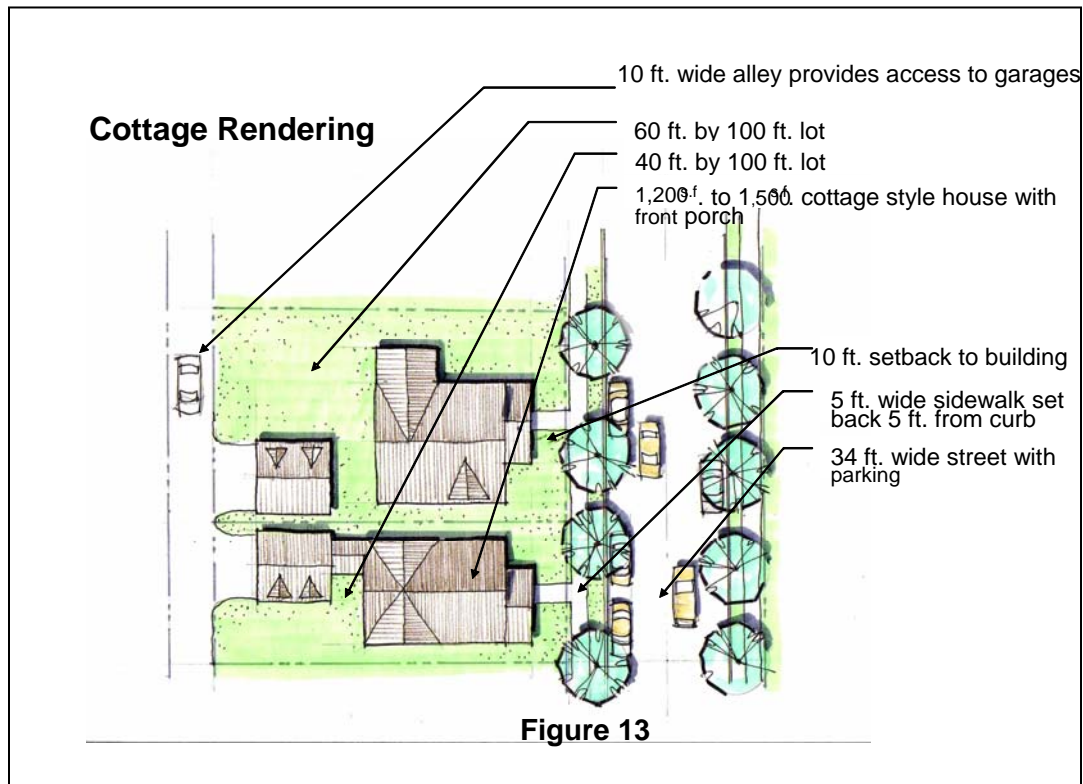 10 ft. wide alley provides access to garages
Cottage Rendering
60 ft. by 100 ft. lot
40 ft. by 100 ft. lot
1,200 s.f. to 1,500 s.f. cottage style house with
front porch
10 ft. setback to building
5 ft. wide sidewalk set
back 5 ft. from curb
34 ft. wide street with
parking
Figure 13